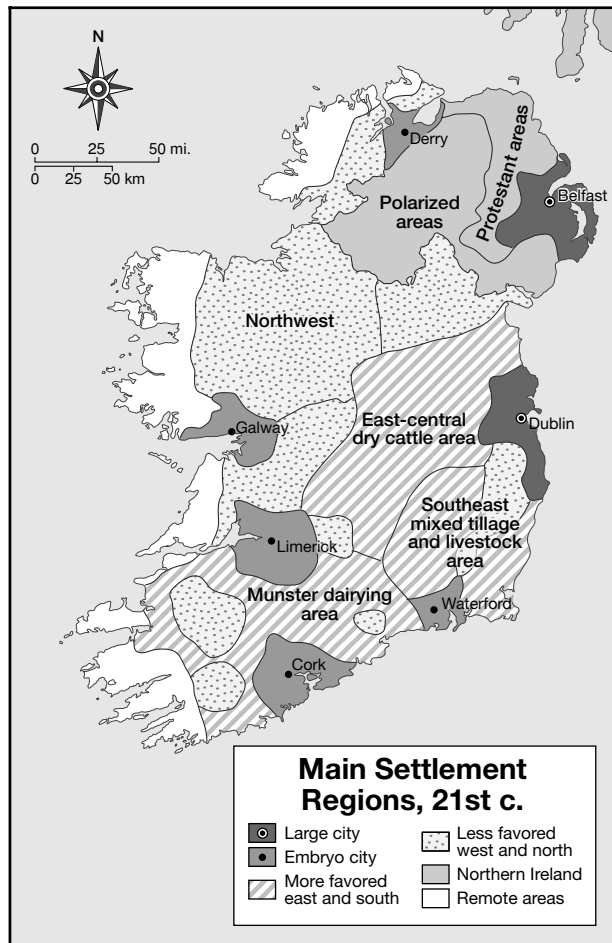 N
0 25 50 mi.
0 25 50 km
Derry
Belfast
Protestant areas
Polarized
areas
Northwest
Galway
East-central
dry cattle area
Dublin
Southeast
mixed tillage
and livestock
area
Limerick
Munster dairying
area
Waterford
Cork
Main Settlement
Regions, 21st c.
Large city
Embryo city
More favored
east and south
Less favored
west and north
Northern Ireland
Remote areas